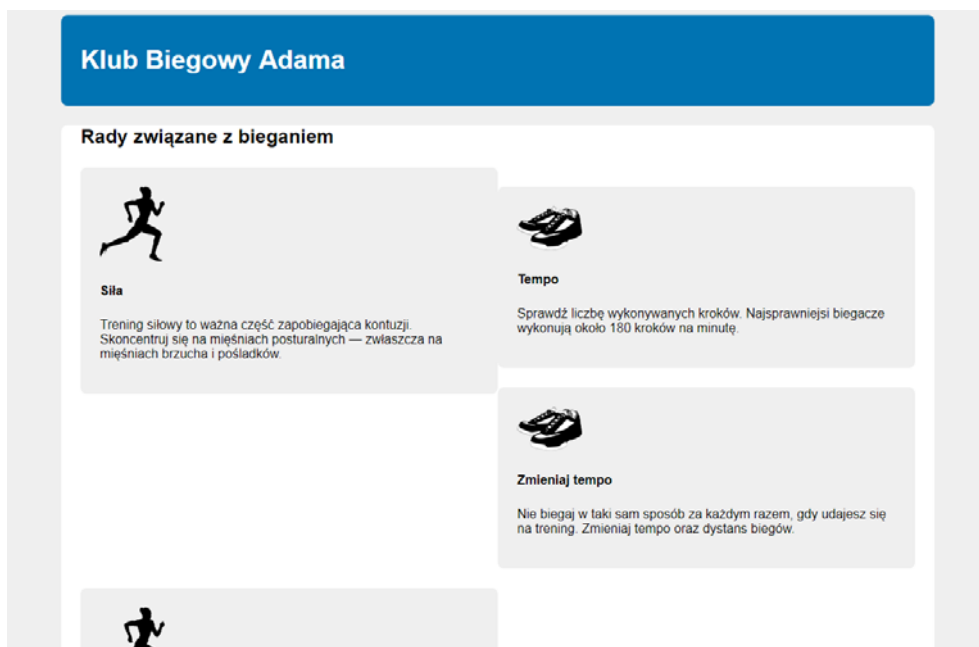 Klub Biegowy Adama
Rady związane z bieganiem
Siła
Trening siłowy to ważna część zapobiegająca kontuzji.
Skoncentruj się na mięśniach posturalnych — zwłaszcza na
mięśniach brzucha i pośladków.
Tempo
Sprawdź liczbę wykonywanych kroków. Najsprawniejsi biegacze
wykonują około 180 kroków na minutę.
Zmieniaj tempo
Nie biegaj w taki sam sposób za każdym razem, gdy udajesz się
na trening. Zmieniaj tempo oraz dystans biegów.